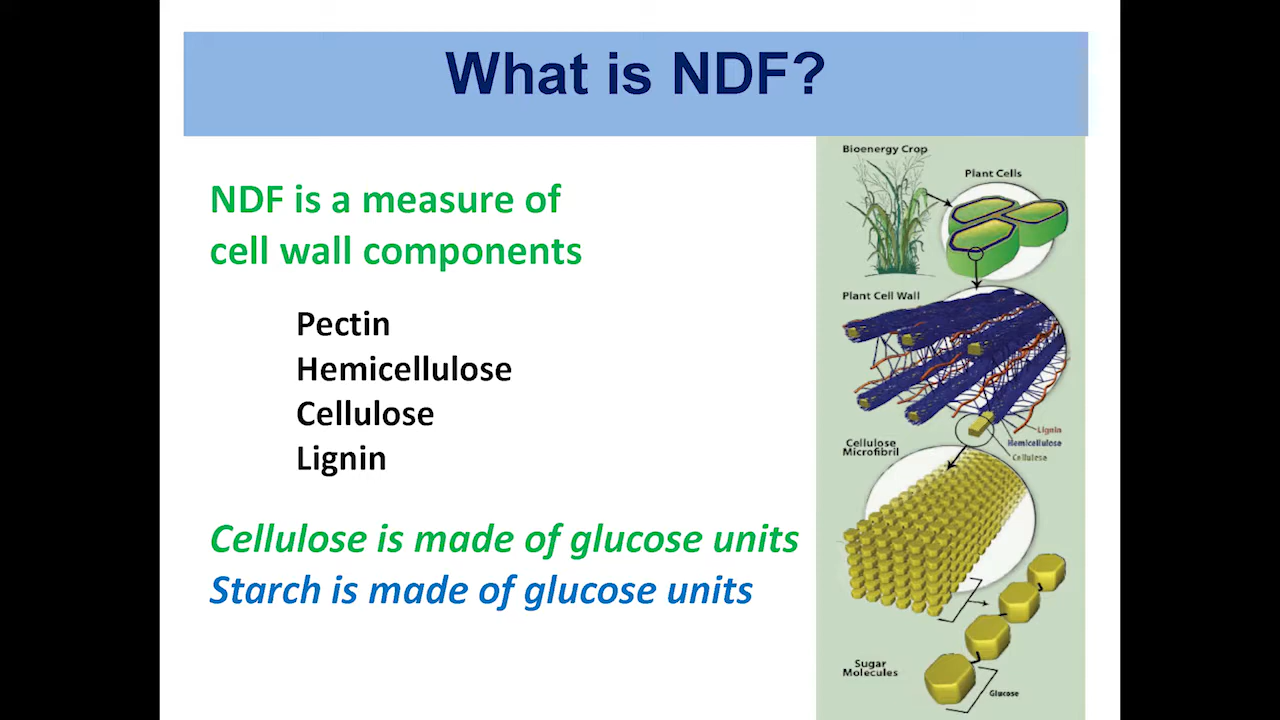 What is NDF?
NDF is a measure of
cell wall components
Pectin
Hemicellulose
Cellulose
Lignin
Cellulose is made of glucose units
Starch is made of glucose units
Bioenergy Crop
Plant Cells
Plant Cell Wall
Lignin
Hemicellulose
Cellulose
Cellulose
Microfibril
Sugar
Molecules
Glucose